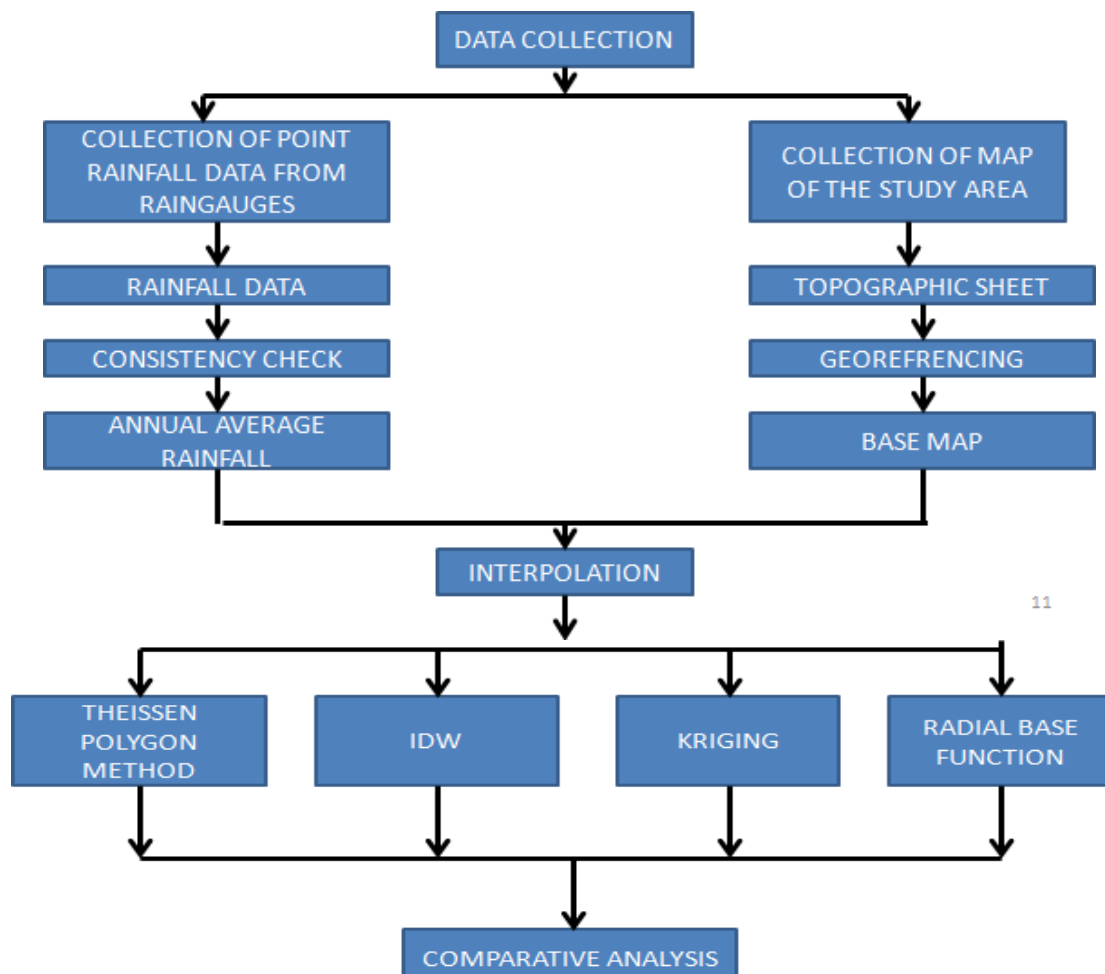 DATA COLLECTION
COLLECTION OF POINT
RAINFALL DATA FROM
RAINGAUGES
COLLECTION OF MAP
OF THE STUDY AREA
RAINFALL DATA
TOPOGRAPHIC SHEET
CONSISTENCY CHECK
GEOREFRENCING
ANNUAL AVERAGE
RAINFALL
BASE MAP
INTERPOLATION
11
THEISSEN
POLYGON
METHOD
IDW
KRIGING
RADIAL BASE
FUNCTION
COMPARATIVE ANALYSIS